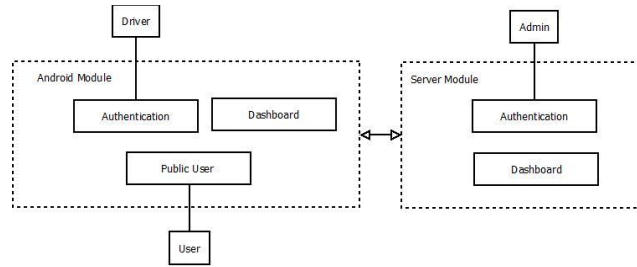 Driver
Admin
Android Module
Server Module
Authentication
Dashboard
Authentication
Public User
Dashboard
User